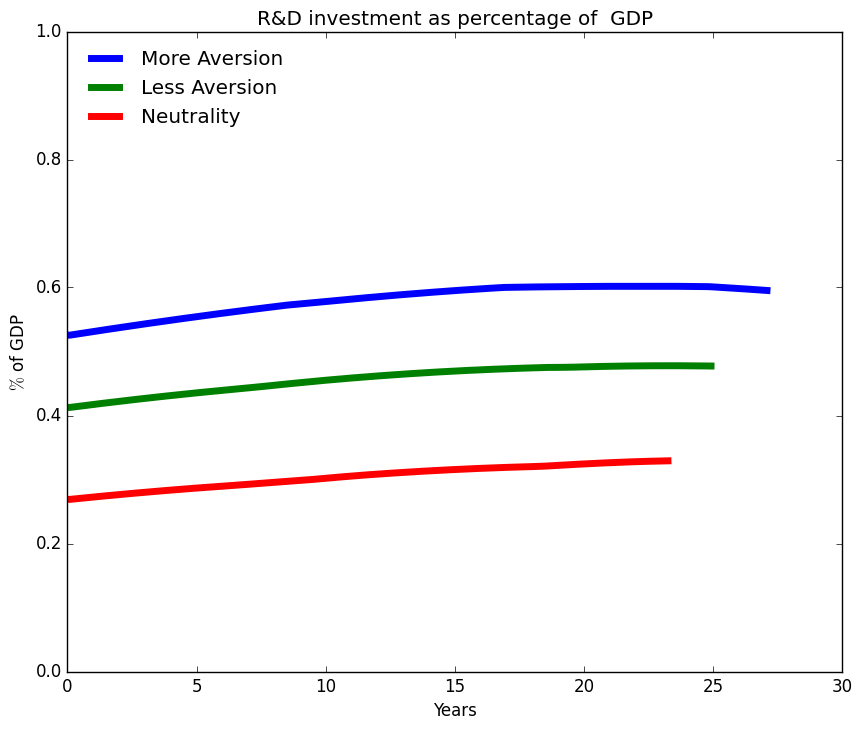 R&D investment as percentage of  GDP
More Aversion
Less Aversion
Neutrality
% of GDP
1.0
0.8
0.6
0.4
0.2
0.0
0 5 10 15 20 25 30
Years